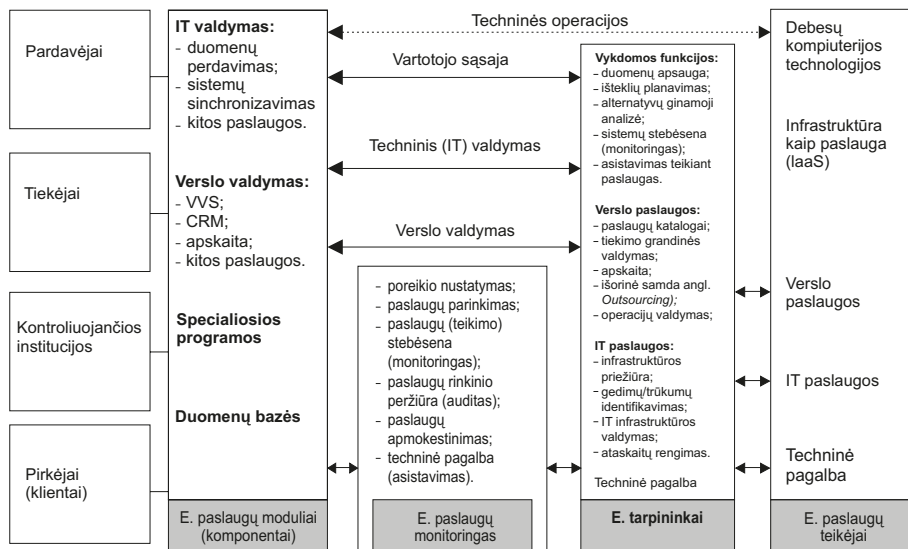 Pardavėjai
Tiekėjai
Kontroliuojančios
institucijos
Pirkėjai
(klientai)
IT valdymas:
- duomenų
perdavimas;
- sistemų
sinchronizavimas
- kitos paslaugos.
Verslo valdymas:
- VVS;
- CRM;
- apskaita;
- kitos paslaugos.
Specialiosios
programos
Duomenų bazės
E. paslaugų moduliai
(komponentai)
Techninės operacijos
Vartotojo sąsaja
Techninis (IT) valdymas
Verslo valdymas
- poreikio nustatymas;
- paslaugų parinkimas;
- paslaugų (teikimo)
stebėsena
(monitoringas);
- paslaugų rinkinio
peržiūra (auditas);
- paslaugų
apmokestinimas;
- techninė pagalba
(asistavimas).
E. paslaugų
monitoringas
Vykdomos funkcijos:
- duomenų apsauga;
- išteklių planavimas;
- alternatyvų ginamoji
analizė;
- sistemų stebėsena
(monitoringas);
- asistavimas teikiant
paslaugas.
Verslo paslaugos:
- paslaugų katalogai;
- tiekimo grandinės
valdymas;
- apskaita;
- išorinė samda angl.
Outsourcing);
- operacijų valdymas;
IT paslaugos:
- infrastruktūros
priežiūra;
- gedimų/trūkumų
identifikavimas;
- IT infrastruktūros
valdymas;
- ataskaitų rengimas.
Techninė pagalba
E. tarpininkai
Debesų
kompiuterijos
technologijos
Infrastruktūra
kaip paslauga
(IaaS)
Verslo
paslaugos
IT paslaugos
Techninė
pagalba
E. paslaugų
teikėjai